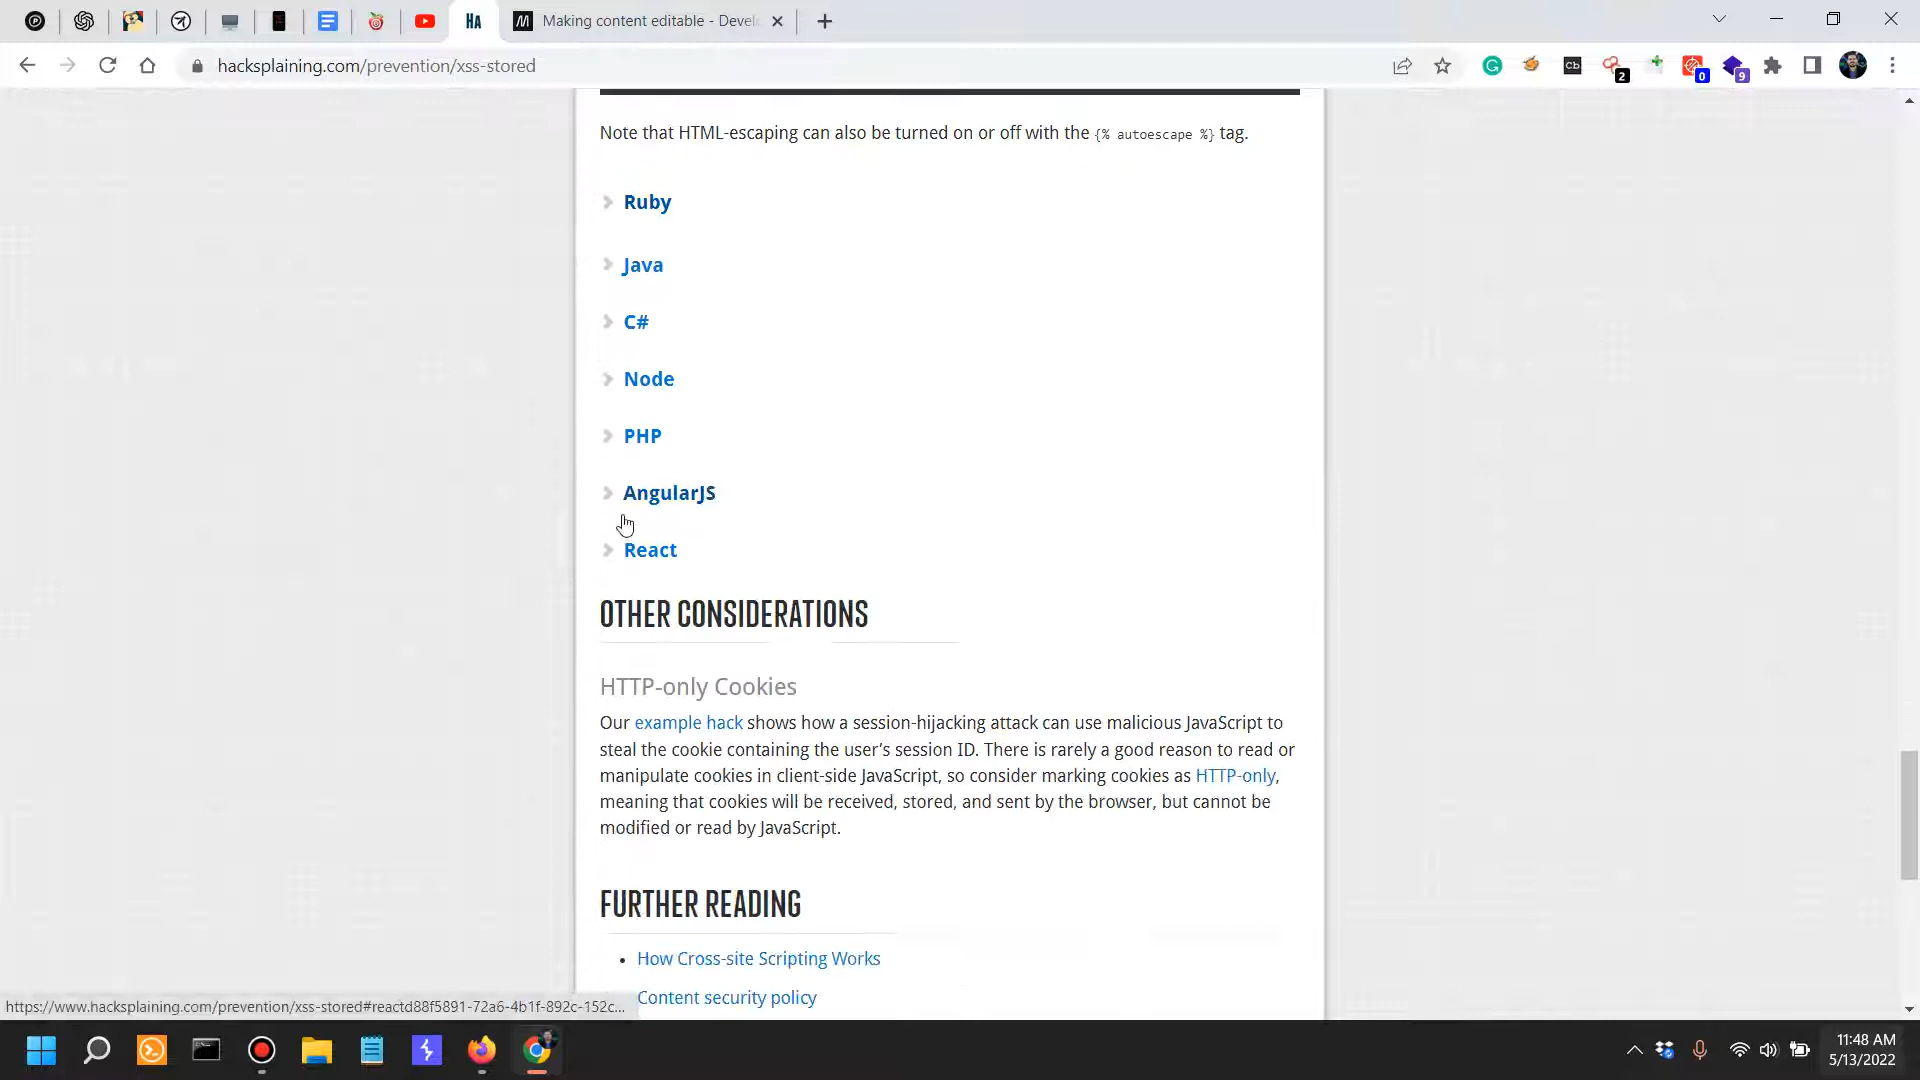 HA
Making content editable - Devel
hacksplaining.com/prevention/xss-stored
2
0
9
Note that HTML-escaping can also be turned on or off with the {% autoescape %} tag.
Ruby
Java
C#
Node
PHP
AngularJS
React
OTHER CONSIDERATIONS
HTTP-only Cookies
Our example hack shows how a session-hijacking attack can use malicious JavaScript to
steal the cookie containing the user’s session ID. There is rarely a good reason to read or
manipulate cookies in client-side JavaScript, so consider marking cookies as HTTP-only,
meaning that cookies will be received, stored, and sent by the browser, but cannot be
modified or read by JavaScript.
FURTHER READING
• How Cross-site Scripting Works
Content security policy
https://www.hacksplaining.com/prevention/xss-stored#reactd88f5891-72a6-4b1f-892c-152c...
11:48 AM
5/13/2022